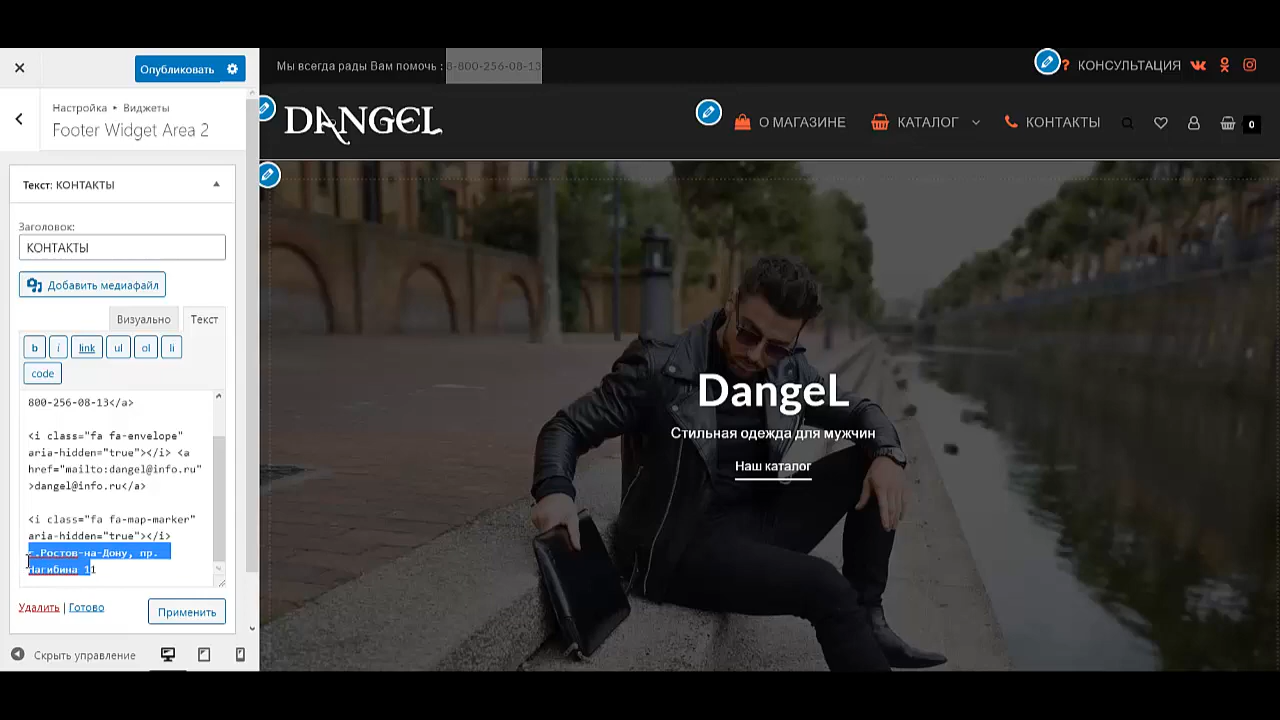 Опубликовать
Настройка ▸ Виджеты
Footer Widget Area 2
Текст: КОНТАКТЫ
Заголовок:
КОНТАКТЫ
Добавить медиафайл
Визуально Текст
b i link ul ol li
code
800-256-08-13</a>
<i class="fa fa-envelope"
aria-hidden="true"></i> <a
href="mailto:dangel@info.ru"
>dangel@info.ru</a>
<i class="fa fa-map-marker"
aria-hidden="true"></i>
г.Ростов-на-Дону, пр.
Нагибина 11
Удалить | Готово Применить
Скрыть управление
Мы всегда рады Вам помочь : 8-800-256-08-13
? КОНСУЛЬТАЦИЯ
DANGEL
О МАГАЗИНЕ КАТАЛОГ КОНТАКТЫ 0
DangeL
Стильная одежда для мужчин
Наш каталог